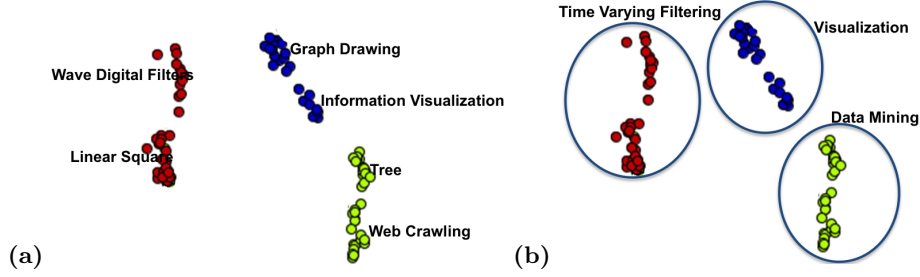 Graph Drawing
Wave Digital Filters
Information Visualization
Linear Square
Tree
Web Crawling
(a)
Time Varying Filtering
Visualization
Data Mining
(b)